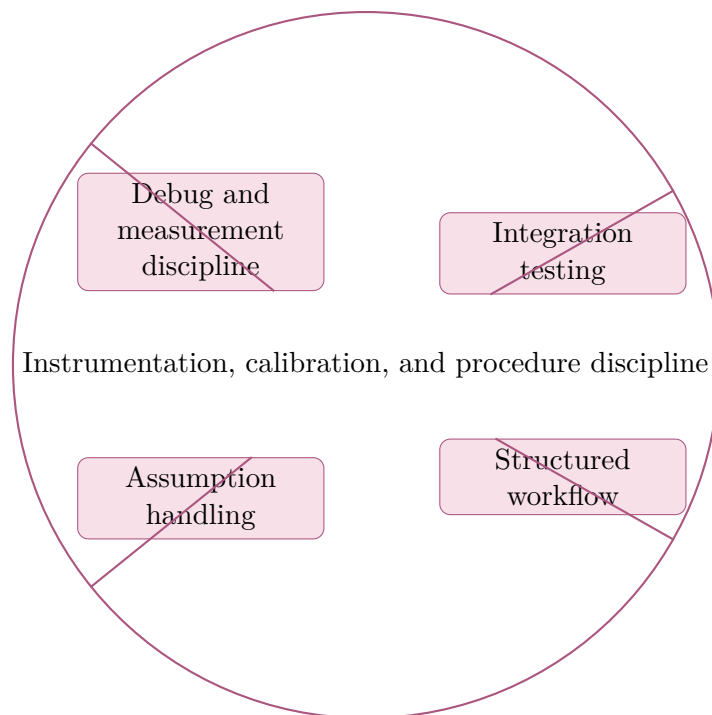 Debug and
measurement
discipline
Integration
testing
Instrumentation, calibration, and procedure discipline
Assumption
handling
Structured
workflow